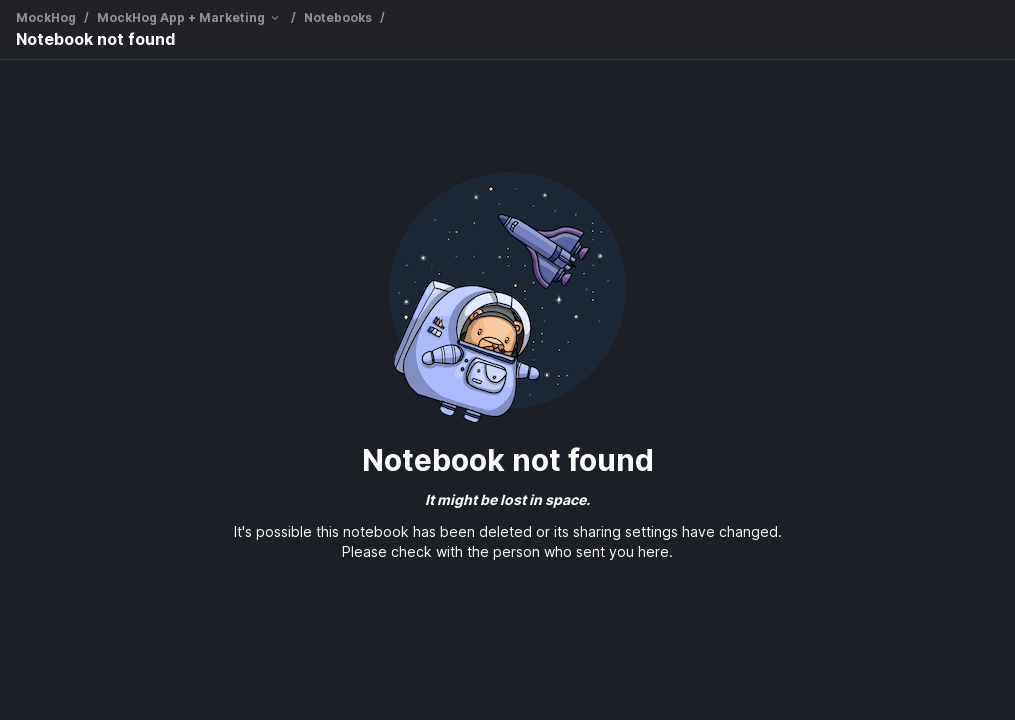 MockHog / MockHog App + Marketing / Notebooks /
Notebook not found
Notebook not found
It might be lost in space.
It's possible this notebook has been deleted or its sharing settings have changed.
Please check with the person who sent you here.